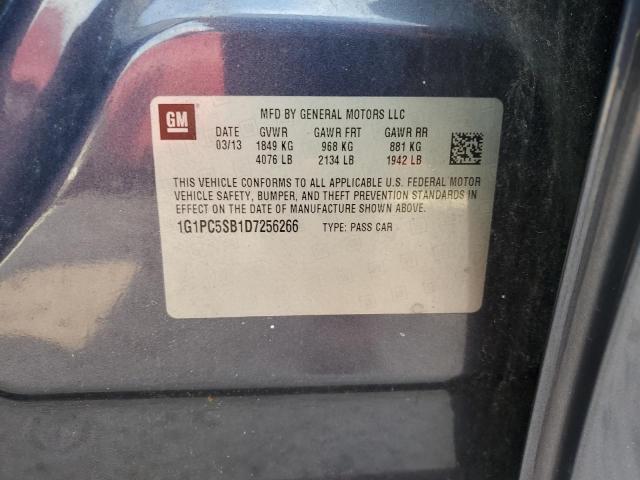 GM
MFD BY GENERAL MOTORS LLC
DATE GVWR GAWR FRT GAWR RR
03/13 1849 KG 968 KG 881 KG
4076 LB 2134 LB 1942 LB
THIS VEHICLE CONFORMS TO ALL APPLICABLE U.S. FEDERAL MOTOR
VEHICLE SAFETY, BUMPER, AND THEFT PREVENTION STANDARDS IN
EFFECT ON THE DATE OF MANUFACTURE SHOWN ABOVE.
1G1PC5SB1D7256266 TYPE: PASS CAR